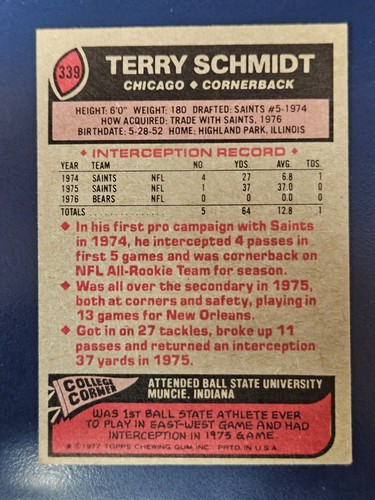 339
TERRY SCHMIDT
CHICAGO ◆ CORNERBACK
HEIGHT: 6'0" WEIGHT: 180 DRAFTED: SAINTS #5-1974
HOW ACQUIRED: TRADE WITH SAINTS, 1976
BIRTHDATE: 5-28-52 HOME: HIGHLAND PARK, ILLINOIS
◆ INTERCEPTION RECORD ◆
YEAR TEAM NO. YDS. AVG. TDS.
1974 SAINTS NFL 4 27 6.8 1
1975 SAINTS NFL 1 37 37.0 0
1976 BEARS NFL 0 0 0.0 0
TOTALS 5 64 12.8 1
◆ In his first pro campaign with Saints
in 1974, he intercepted 4 passes in
first 5 games and was cornerback on
NFL All-Rookie Team for season.
◆ Was all over the secondary in 1975,
both at corners and safety, playing in
13 games for New Orleans.
◆ Got in on 27 tackles, broke up 11
passes and returned an interception
37 yards in 1975.
COLLEGE
CORNER
ATTENDED BALL STATE UNIVERSITY
MUNCIE, INDIANA
WAS 1ST BALL STATE ATHLETE EVER
TO PLAY IN EAST-WEST GAME AND HAD
INTERCEPTION IN 1975 GAME.
© 1977 TOPPS CHEWING GUM, INC. PRTD. IN U.S.A.